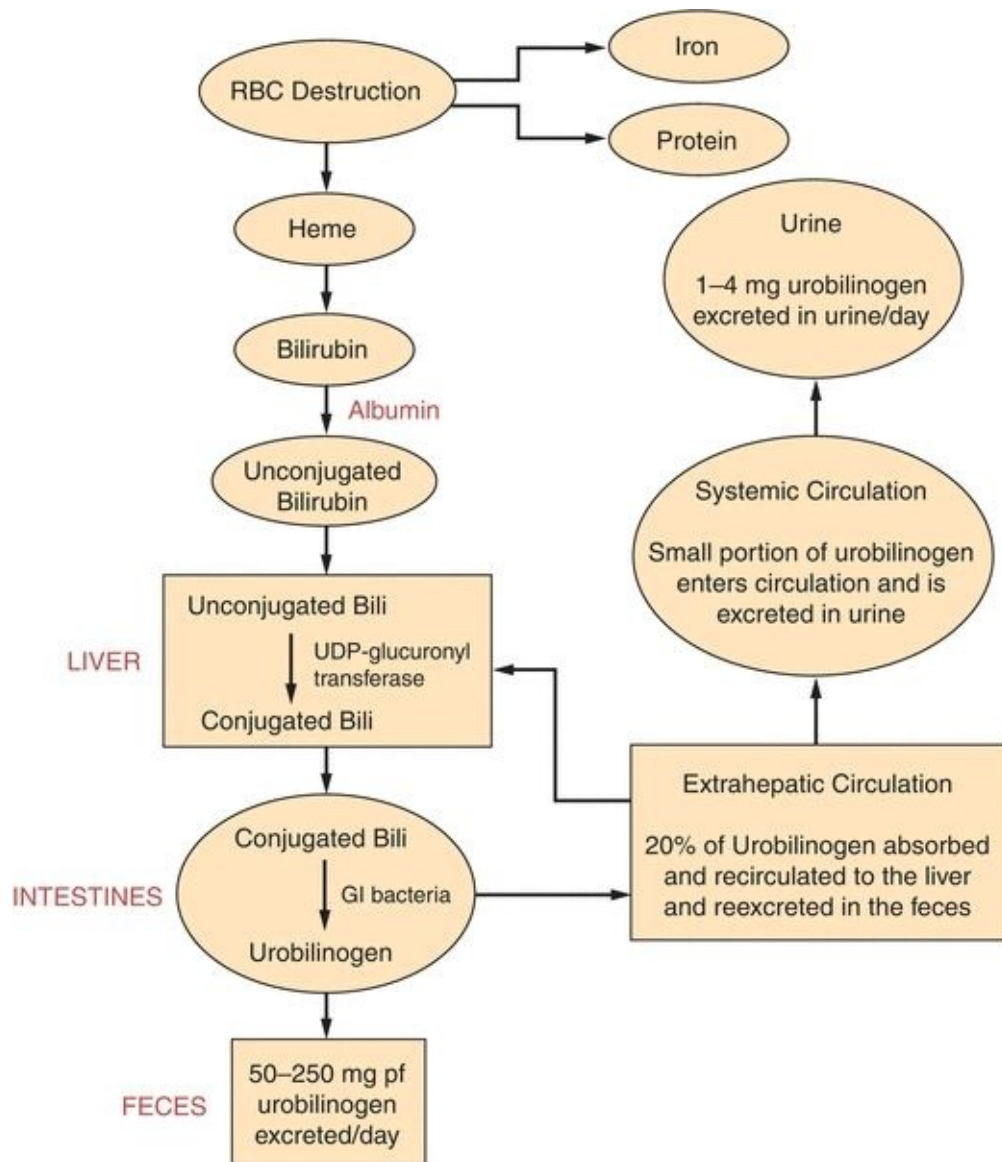 RBC Destruction
Iron
Protein
Heme
Bilirubin
Albumin
Unconjugated
Bilirubin
LIVER
Unconjugated Bili
UDP-glucuronyl
transferase
Conjugated Bili
INTESTINES
Conjugated Bili
GI bacteria
Urobilinogen
FECES
50–250 mg pf
urobilinogen
excreted/day
Extrahepatic Circulation
20% of Urobilinogen absorbed
and recirculated to the liver
and reexcreted in the feces
Systemic Circulation
Small portion of urobilinogen
enters circulation and is
excreted in urine
Urine
1–4 mg urobilinogen
excreted in urine/day